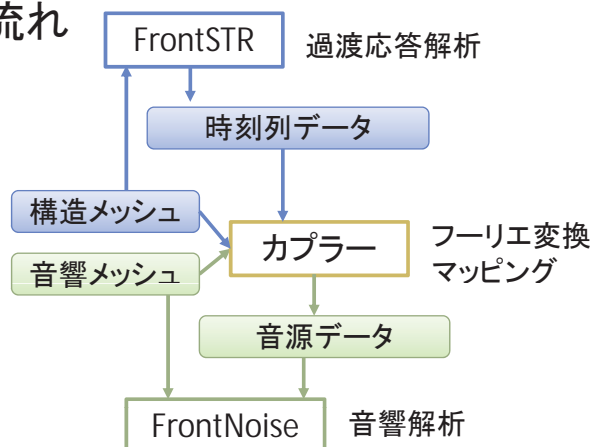 流れ
FrontSTR
過渡応答解析
時刻列データ
構造メッシュ
音響メッシュ
カプラー
フーリエ変換
マッピング
音源データ
FrontNoise
音響解析